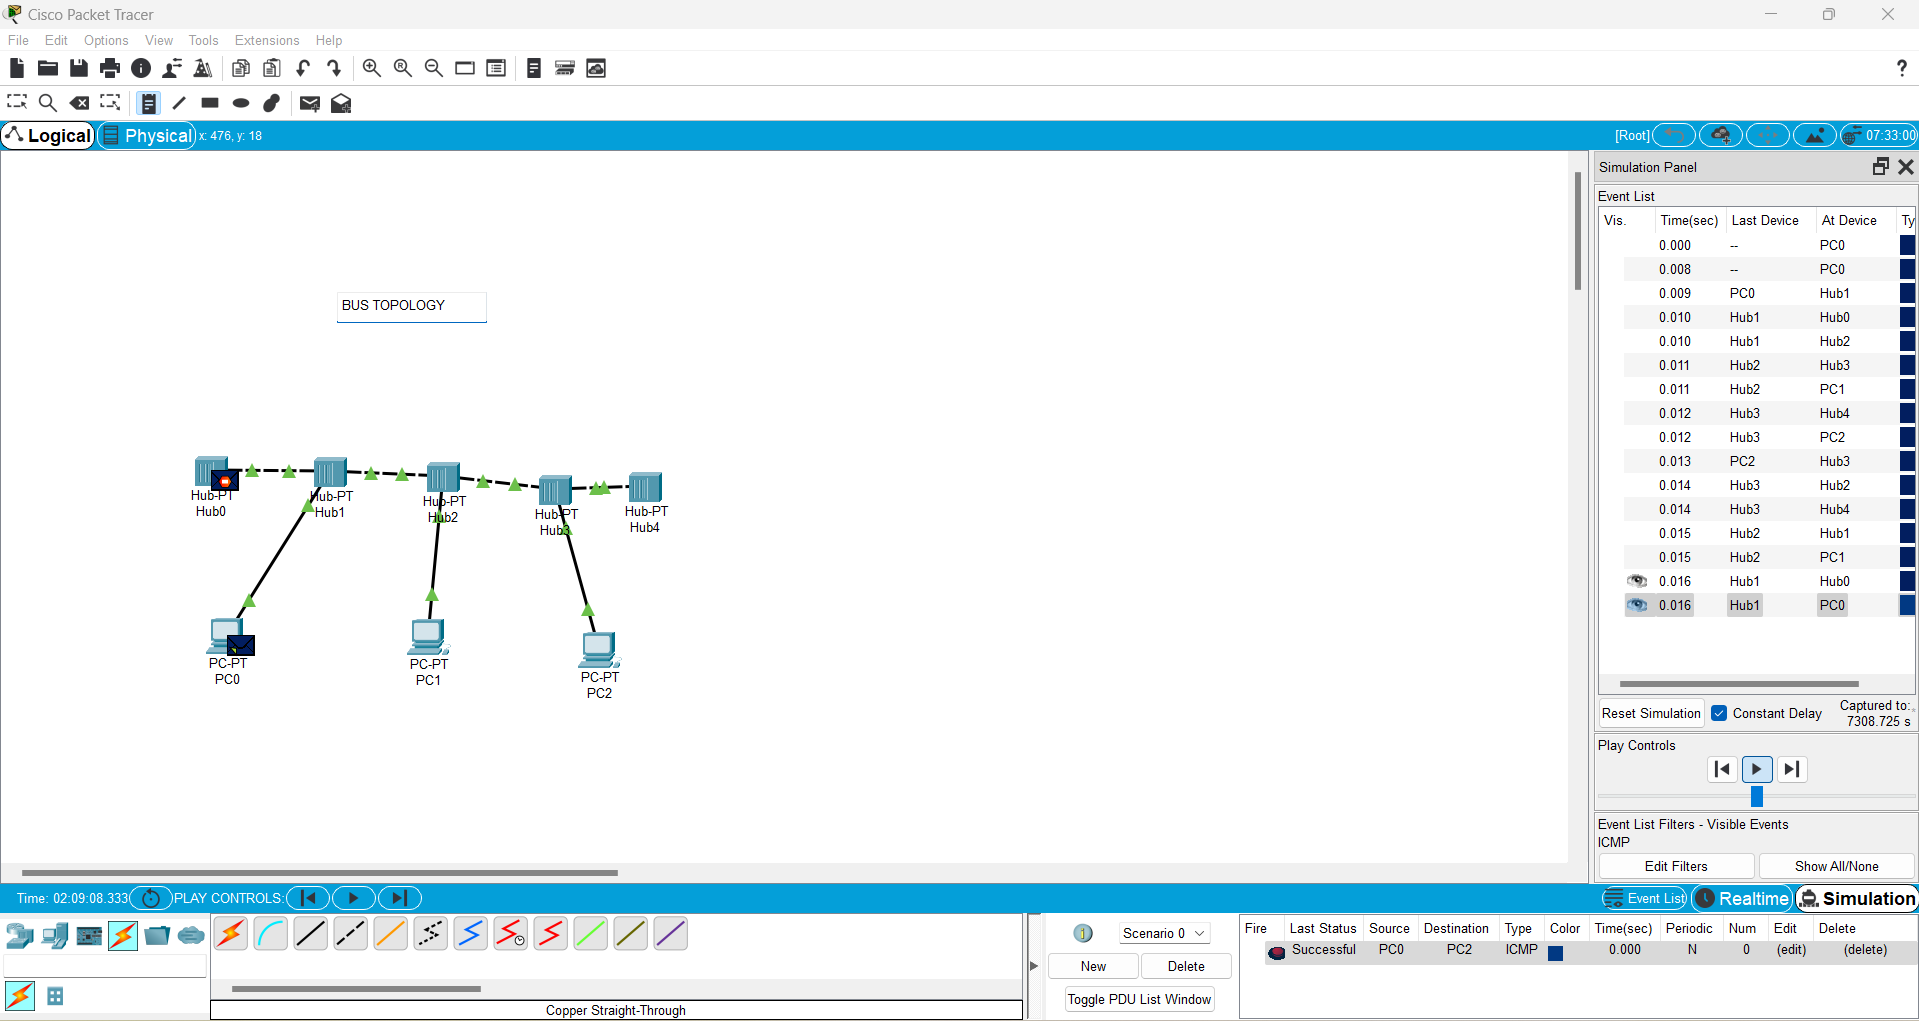 Cisco Packet Tracer
File Edit Options View Tools Extensions Help
?
Logical Physical x: 476, y: 18 [Root] 07:33:00
Simulation Panel
Event List
Vis. Time(sec) Last Device At Device Ty
0.000 -- PC0
0.008 -- PC0
0.009 PC0 Hub1
0.010 Hub1 Hub0
0.010 Hub1 Hub2
0.011 Hub2 Hub3
0.011 Hub2 PC1
0.012 Hub3 Hub4
0.012 Hub3 PC2
0.013 PC2 Hub3
0.014 Hub3 Hub2
0.014 Hub3 Hub4
0.015 Hub2 Hub1
0.015 Hub2 PC1
0.016 Hub1 Hub0
0.016 Hub1 PC0
BUS TOPOLOGY
Hub-PT
Hub0
Hub-PT
Hub1
Hub-PT
Hub2
Hub-PT
Hub3
Hub-PT
Hub4
PC-PT
PC0
PC-PT
PC1
PC-PT
PC2
Reset Simulation Constant Delay Captured to:
7308.725 s
Play Controls
Event List Filters - Visible Events
ICMP
Edit Filters Show All/None
Time: 02:09:08.333 PLAY CONTROLS: Event List Realtime Simulation
1 Scenario 0
New Delete
Toggle PDU List Window
Fire Last Status Source Destination Type Color Time(sec) Periodic Num Edit Delete
Successful PC0 PC2 ICMP 0.000 N 0 (edit) (delete)
Copper Straight-Through